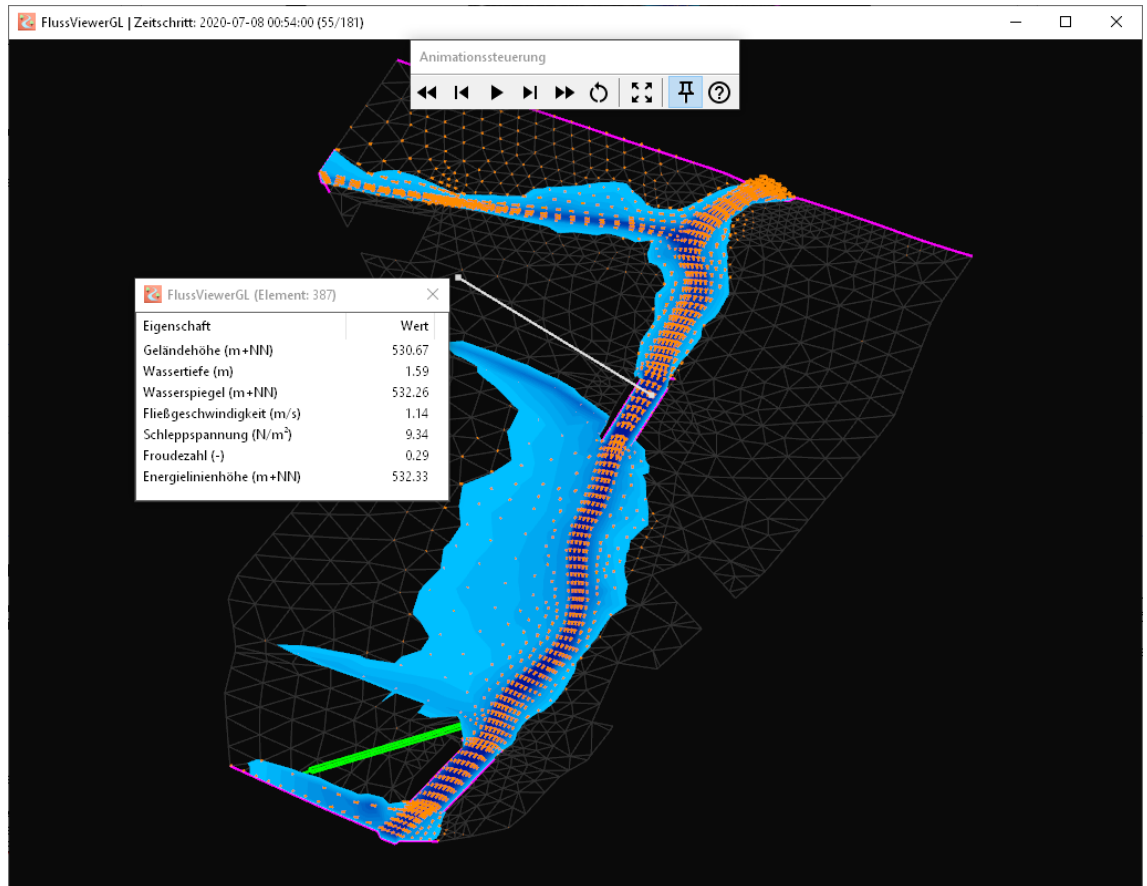 FlussViewerGL | Zeitschritt: 2020-07-08 00:54:00 (55/181)
Animationssteuerung
FlussViewerGL (Element: 387)
Eigenschaft Wert
Geländehöhe (m+NN) 530.67
Wassertiefe (m) 1.59
Wasserspiegel (m+NN) 532.26
Fließgeschwindigkeit (m/s) 1.14
Schleppspannung (N/m²) 9.34
Froudezahl (-) 0.29
Energielinienhöhe (m+NN) 532.33